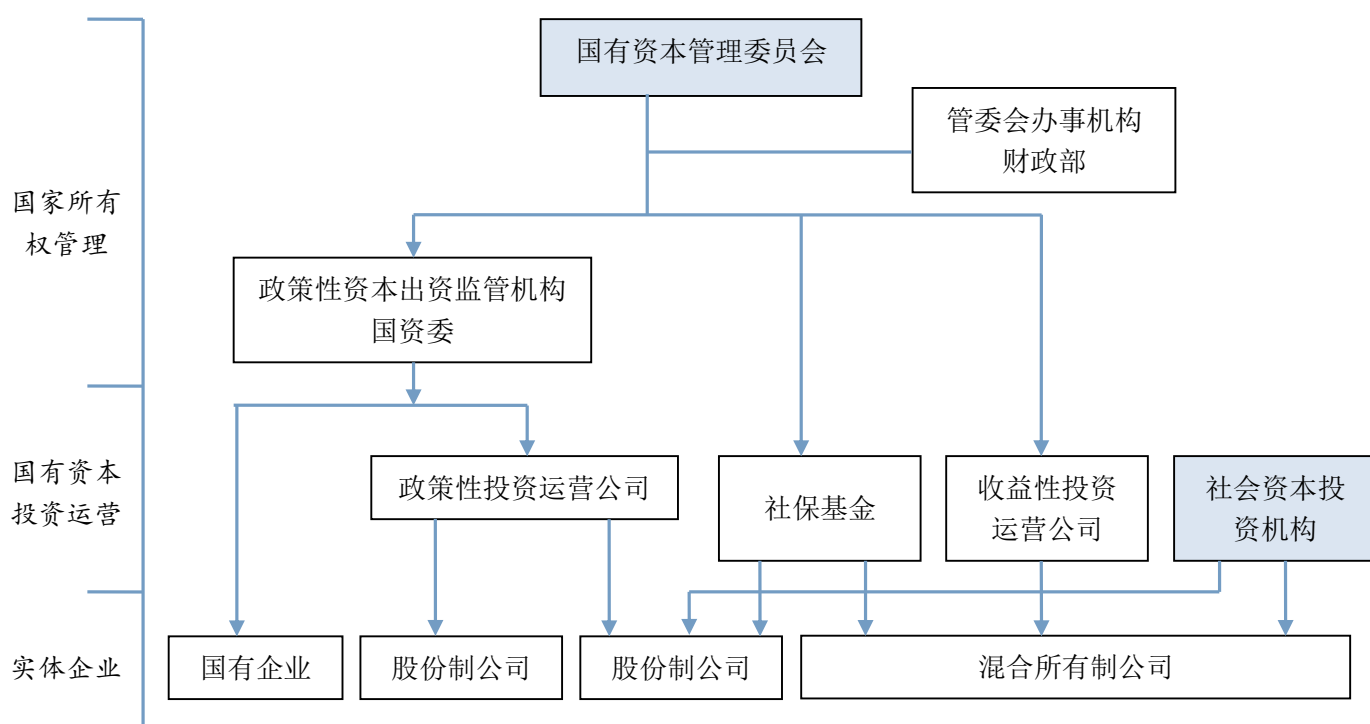 国有资本管理委员会
管委会办事机构
财政部
国家所有
权管理
政策性资本出资监管机构
国资委
国有资本
投资运营
政策性投资运营公司
社保基金
收益性投资
运营公司
社会资本投
资机构
实体企业
国有企业
股份制公司
股份制公司
混合所有制公司